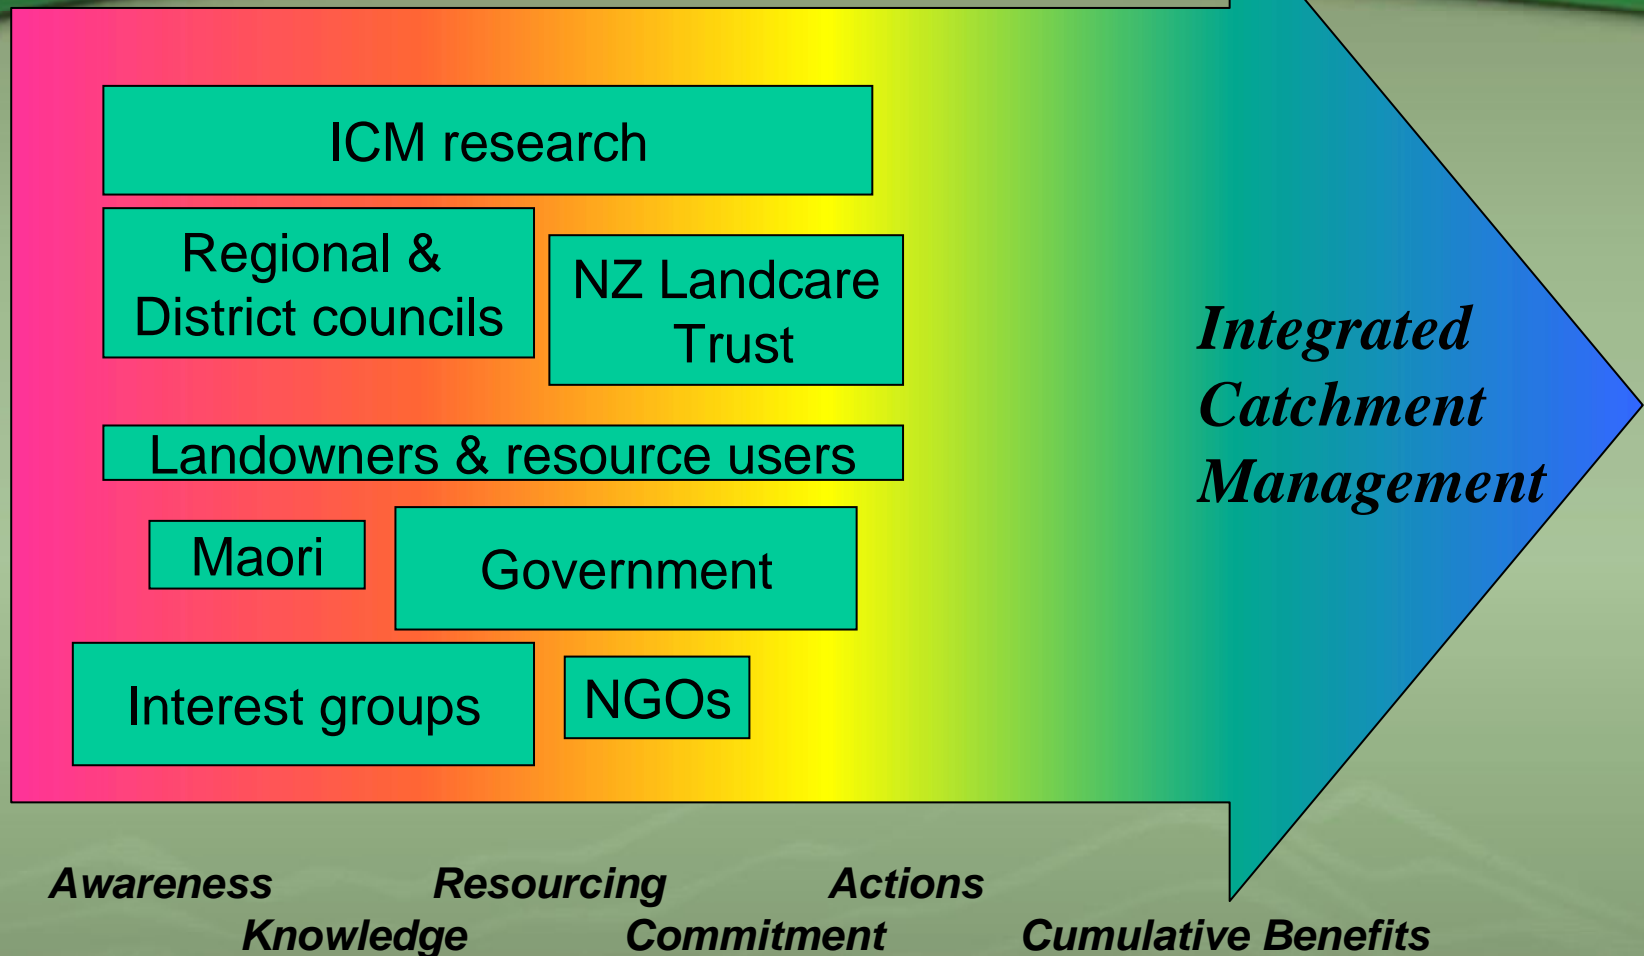 ICM research
Regional &
District councils
NZ Landcare
Trust
Landowners & resource users
Maori
Government
Interest groups
NGOs
Integrated
Catchment
Management
Awareness Resourcing Actions
Knowledge Commitment Cumulative Benefits